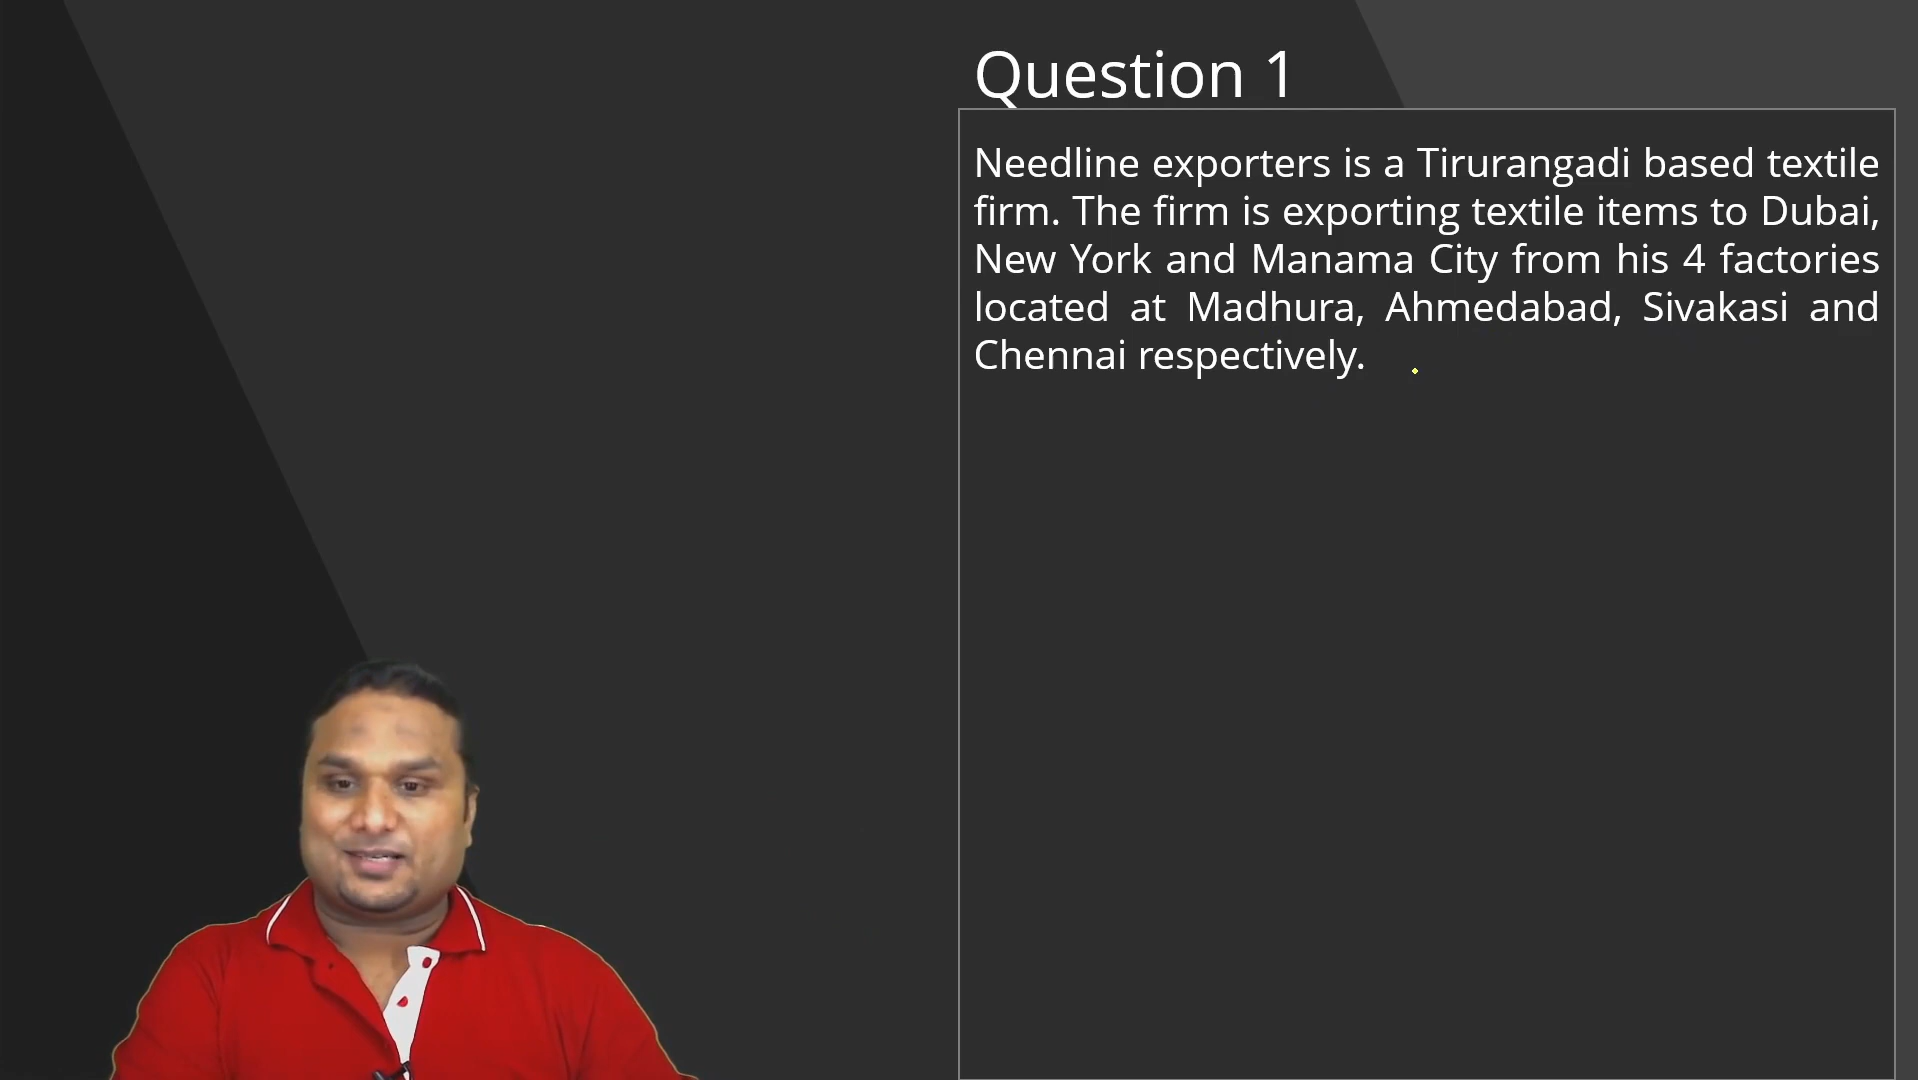 Question 1
Needline exporters is a Tirurangadi based textile
firm. The firm is exporting textile items to Dubai,
New York and Manama City from his 4 factories
located at Madhura, Ahmedabad, Sivakasi and
Chennai respectively.